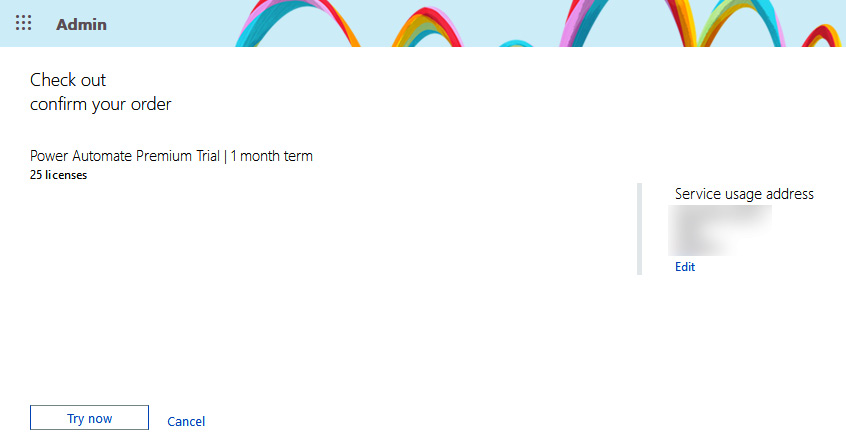 Admin
Check out
confirm your order
Power Automate Premium Trial | 1 month term
25 licenses
Service usage address
Edit
Try now
Cancel